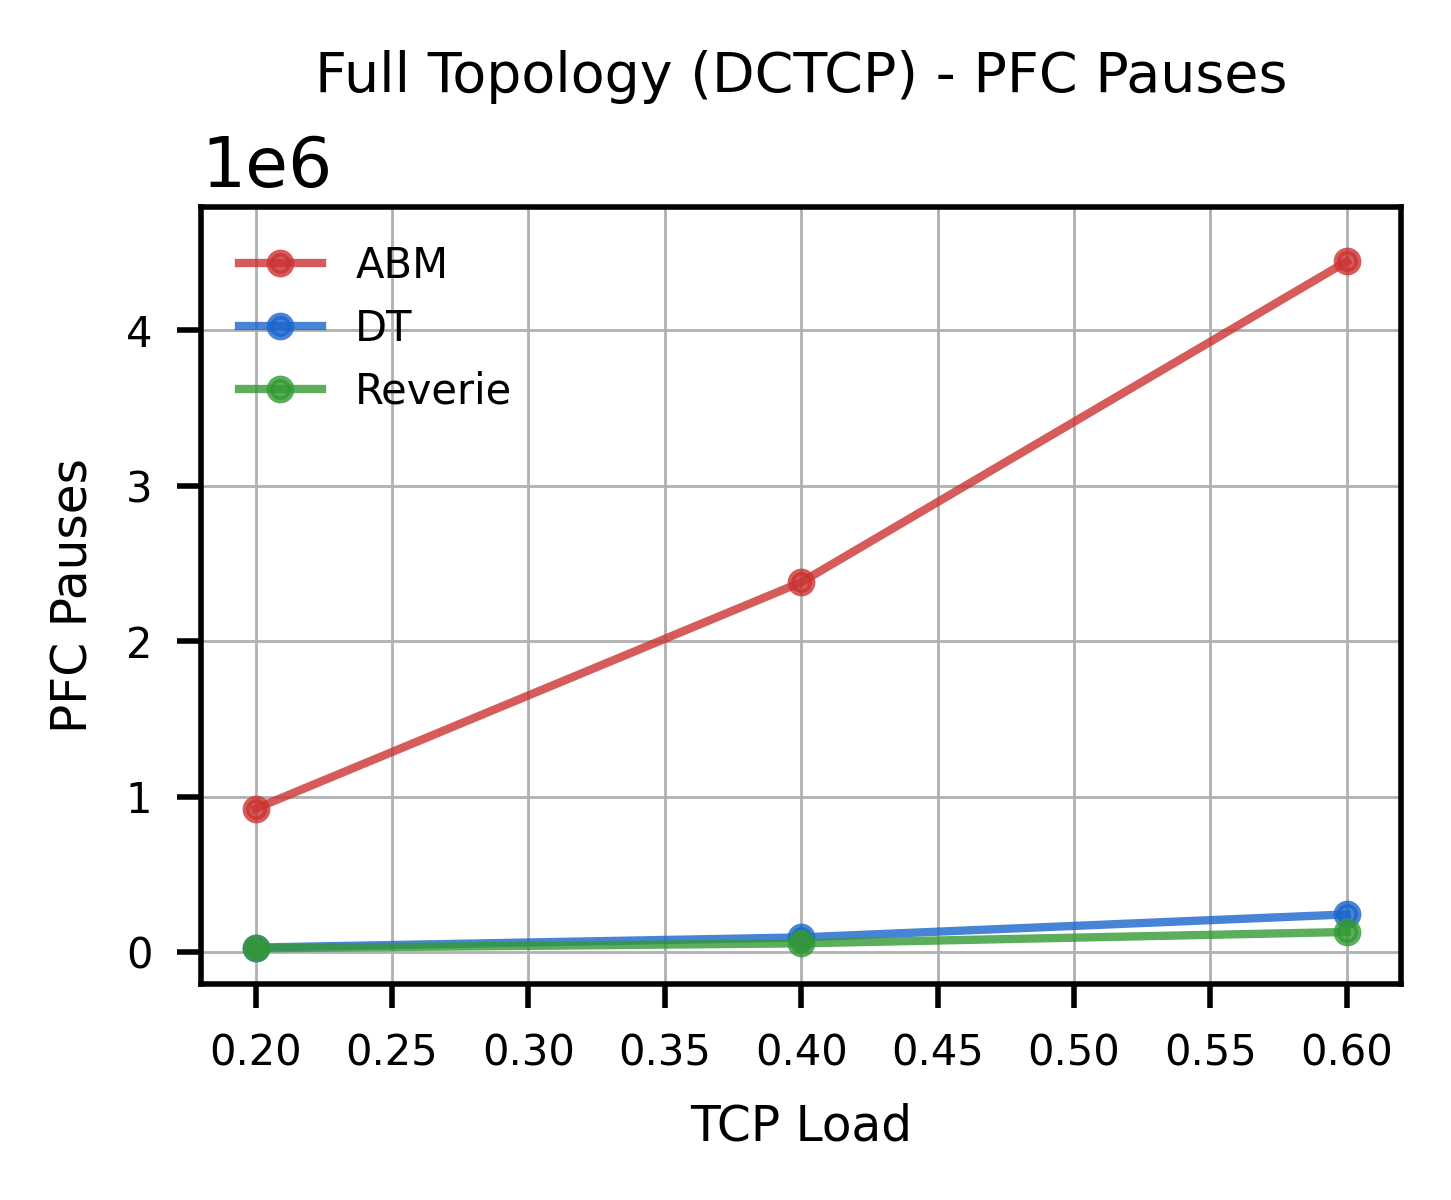 Full Topology (DCTCP) - PFC Pauses
1e6
ABM
DT
Reverie
4
3
2
1
0
PFC Pauses
0.20 0.25 0.30 0.35 0.40 0.45 0.50 0.55 0.60
TCP Load